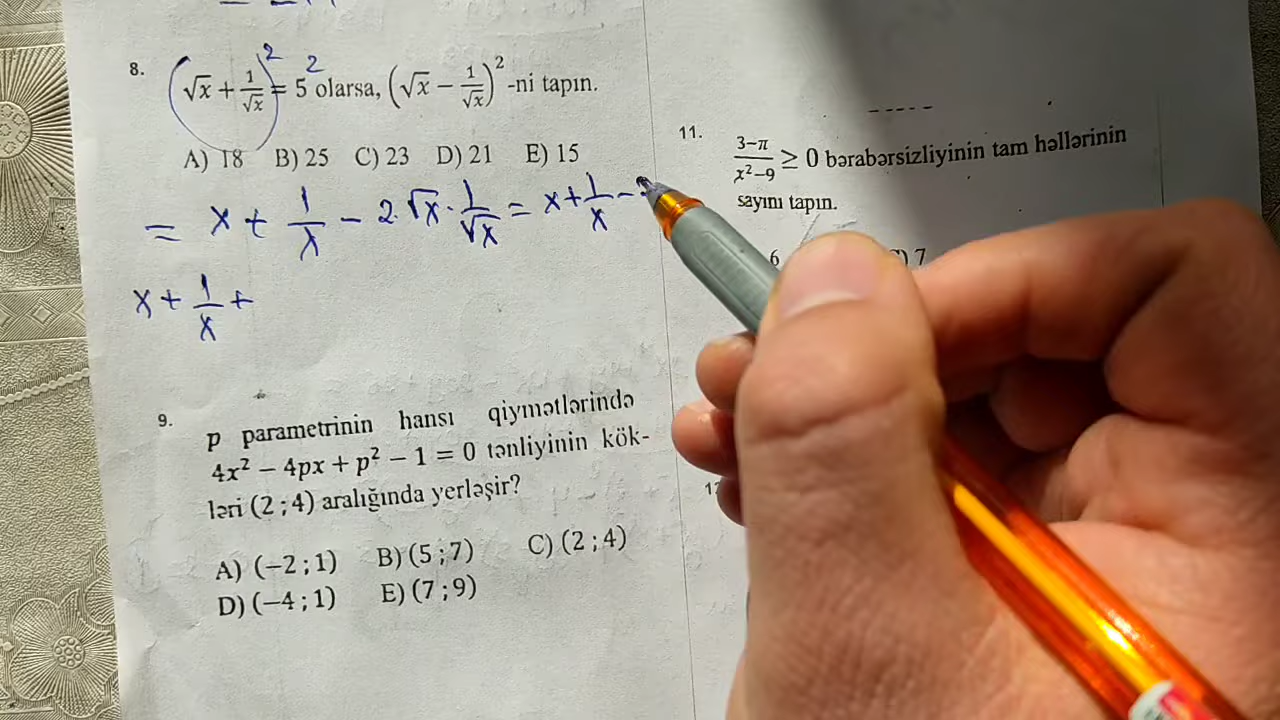 8. (√x + 1/√x)² = 5² olarsa, (√x − 1/√x)² -ni tapın.
A) 18 B) 25 C) 23 D) 21 E) 15
= x + 1/x − 2·√x · 1/√x = x + 1/x −
x + 1/x +
9. p parametrinin hansı qiymətlərində
4x² − 4px + p² − 1 = 0 tənliyinin kök-
ləri (2 ; 4) aralığında yerləşir?
A) (−2 ; 1) B) (5 ; 7) C) (2 ; 4)
D) (−4 ; 1) E) (7 ; 9)
11. (3−π)/(x²−9) ≥ 0 bərabərsizliyinin tam həllərinin
sayını tapın.
6 C) 7